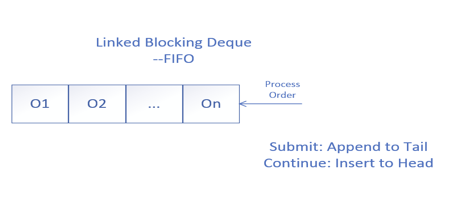 Linked Blocking Deque
--FIFO
O1 O2 ... On
Process
Order
Submit: Append to Tail
Continue: Insert to Head